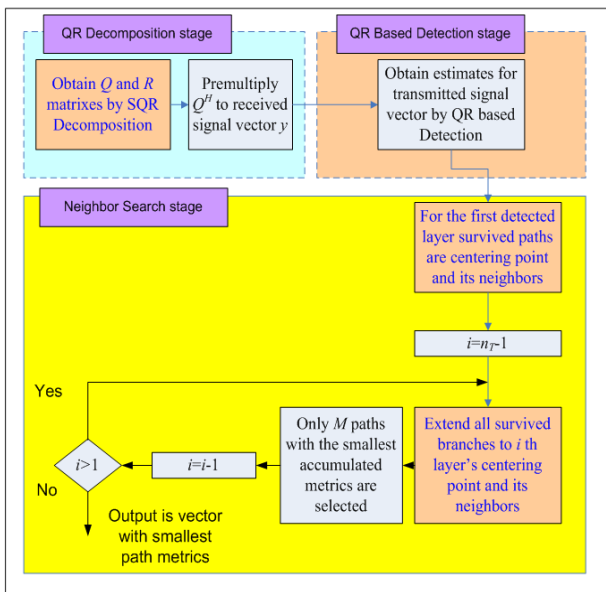 QR Decomposition stage
QR Based Detection stage
Obtain Q and R
matrixes by SQR
Decomposition
Premultiply
Q^H to received
signal vector y
Obtain estimates for
transmitted signal
vector by QR based
Detection
Neighbor Search stage
For the first detected
layer survived paths
are centering point
and its neighbors
i=n_T-1
Yes
Extend all survived
branches to i th
layer's centering
point and its
neighbors
Only M paths
with the smallest
accumulated
metrics are
selected
i=i-1
i>1
No
Output is vector
with smallest
path metrics